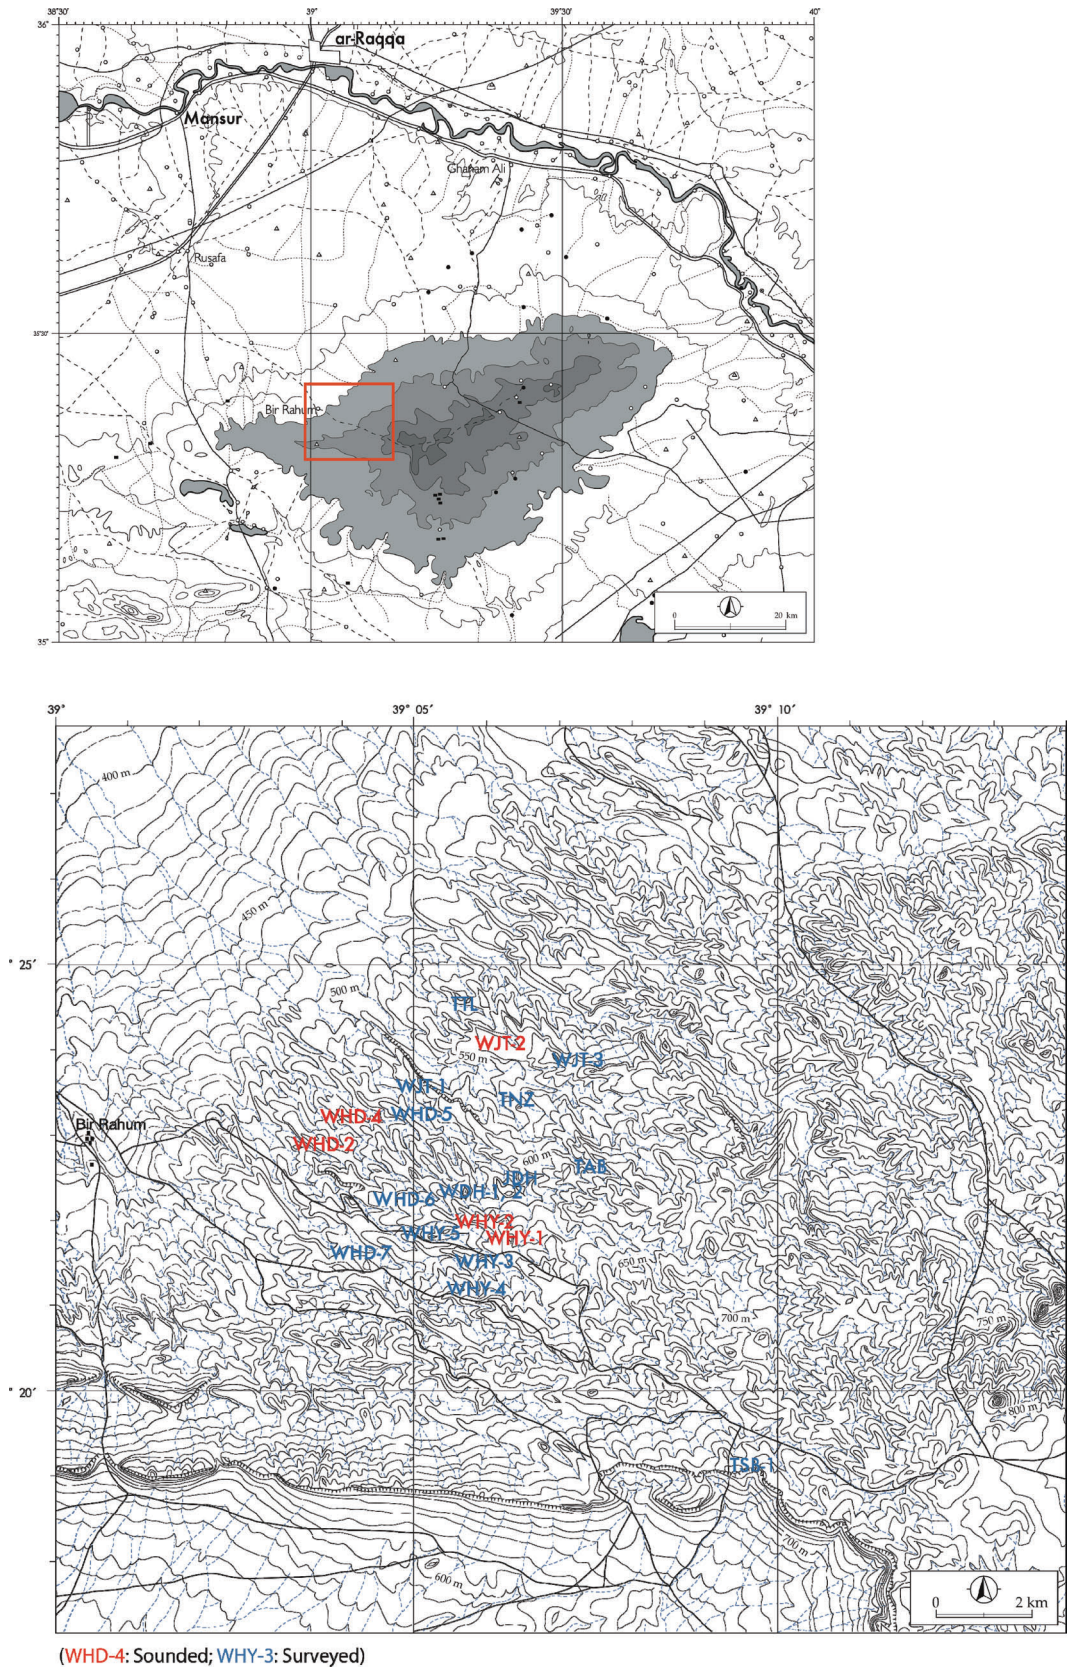 38°30'
39°
39°30'
40°
36°
ar-Raqqa
Mansur
Ghanam Ali
Rusafa
35°30'
Bir Rahum
35°
0 20 km
39°
39° 05'
39° 10'
400 m
450 m
° 25'
500 m
TTL
WJT-2
550 m
WJT-3
WJT-1
TNZ
WHD-4
WHD-5
Bir Rahum
WHD-2
600 m
TAB
JDH
WDH-1, 2
WHD-6
WHY-2
WHY-5
WHY-1
WHD-7
WHY-3
650 m
WHY-4
700 m
750 m
° 20'
800 m
TSB-1
700 m
600 m
0 2 km
(WHD-4: Sounded; WHY-3: Surveyed)